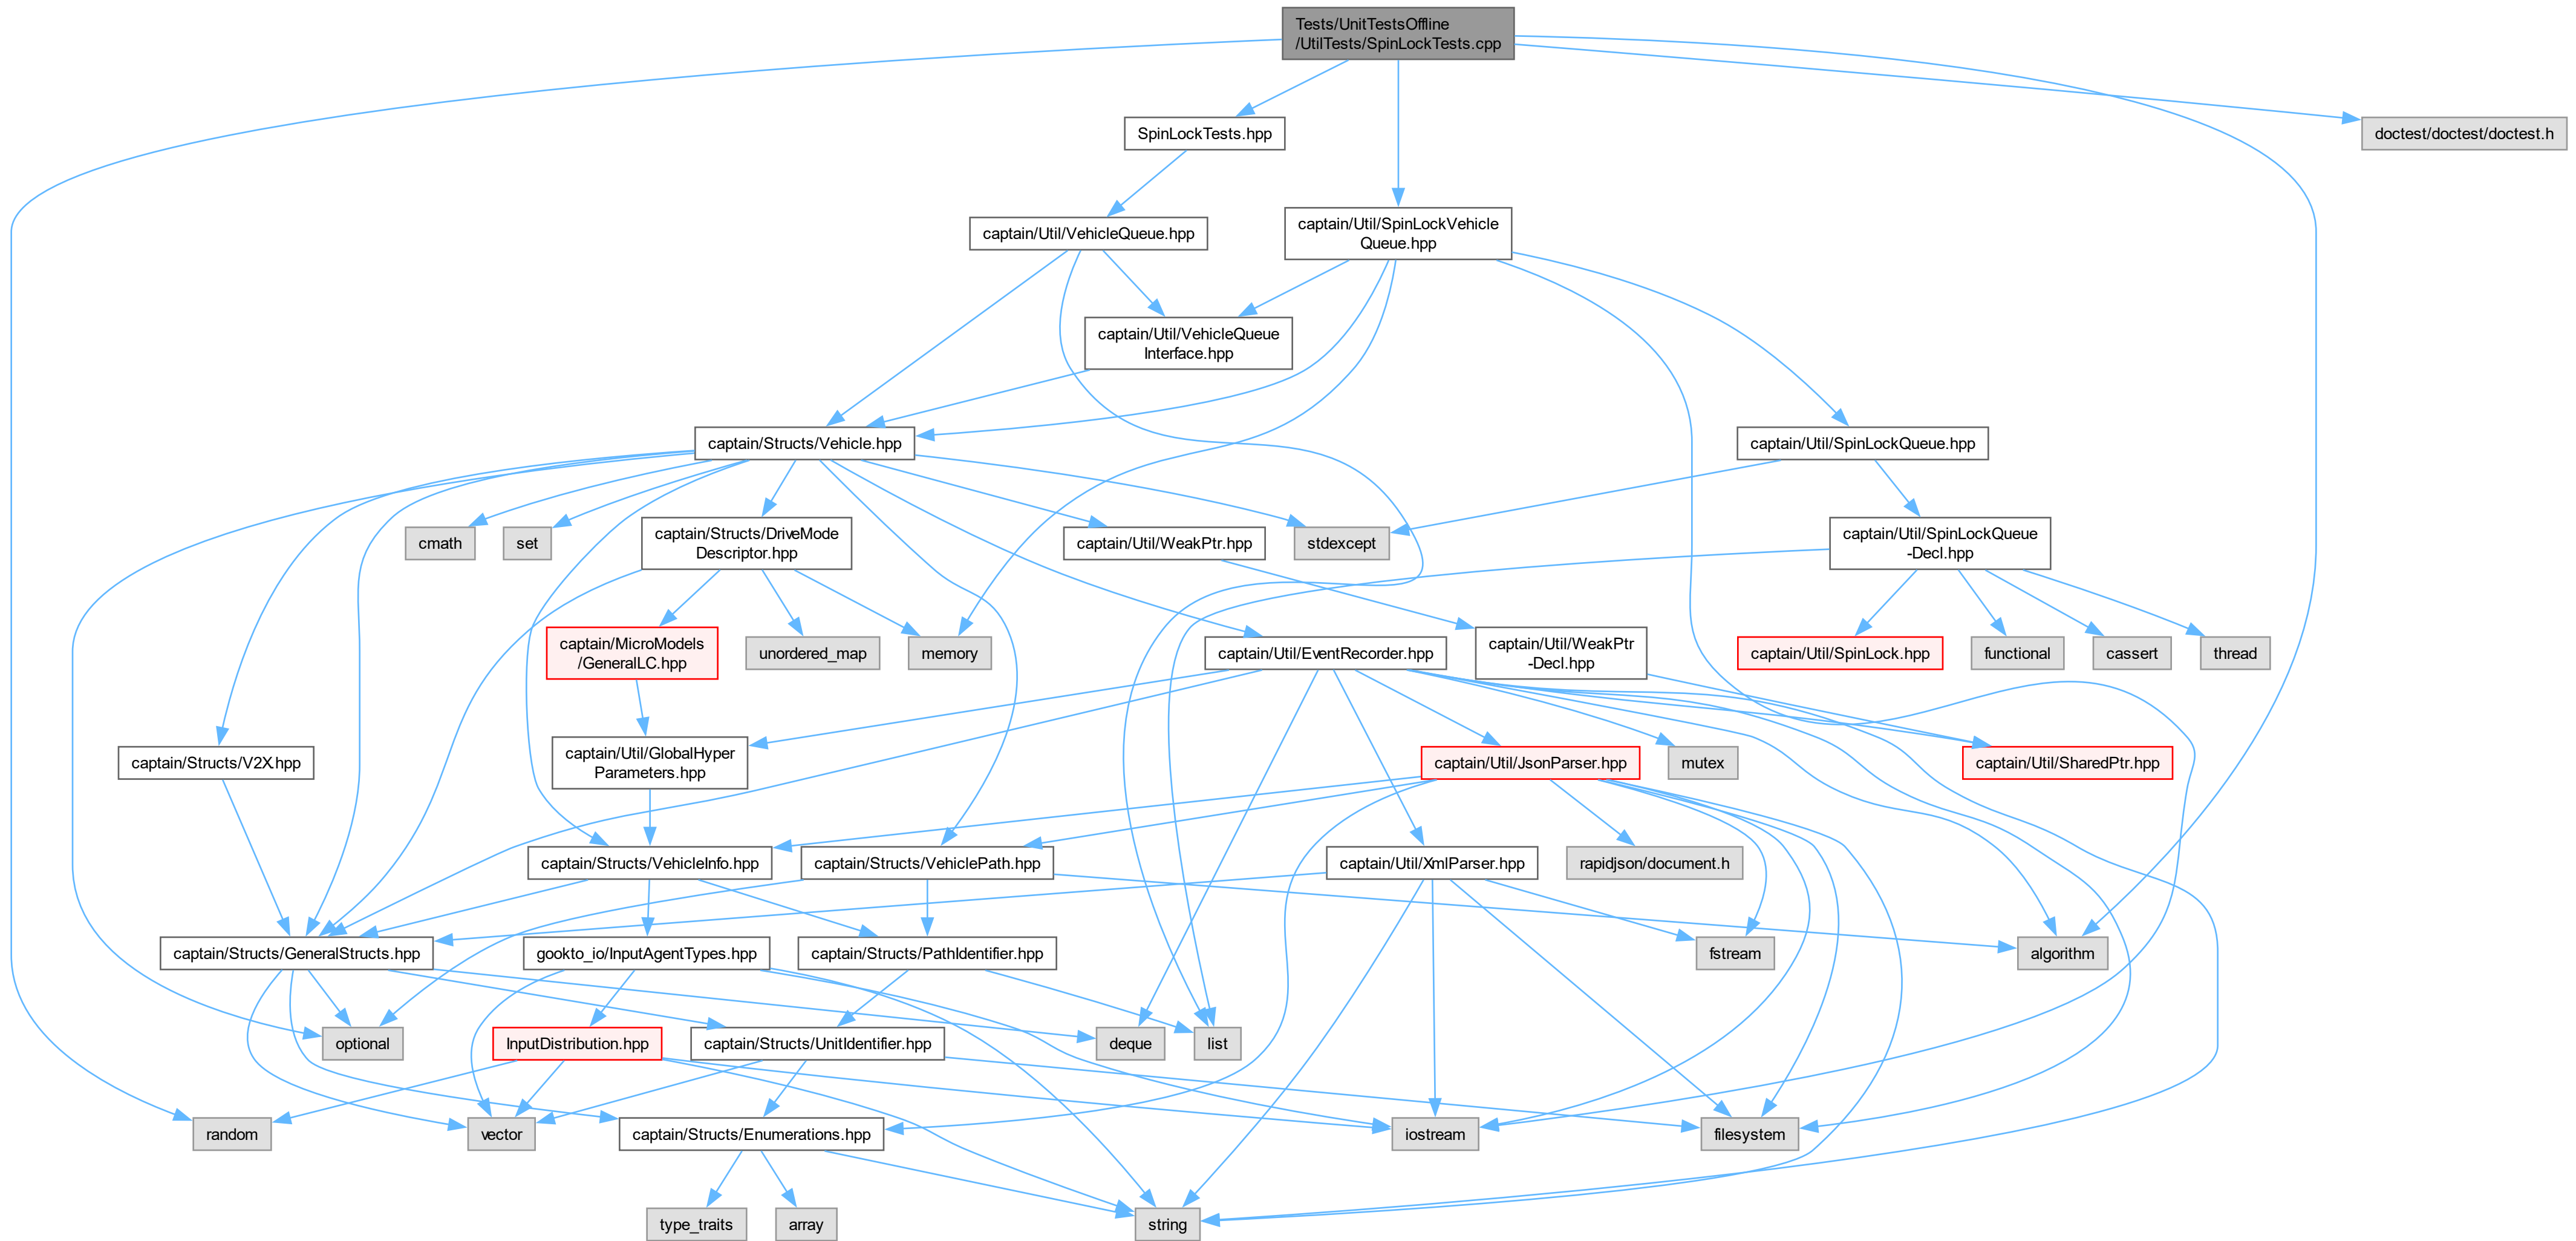 Tests/UnitTestsOffline
/UtilTests/SpinLockTests.cpp
SpinLockTests.hpp
doctest/doctest/doctest.h
captain/Util/VehicleQueue.hpp
captain/Util/SpinLockVehicle
Queue.hpp
captain/Util/VehicleQueue
Interface.hpp
captain/Structs/Vehicle.hpp
captain/Util/SpinLockQueue.hpp
cmath
set
captain/Structs/DriveMode
Descriptor.hpp
captain/Util/WeakPtr.hpp
stdexcept
captain/Util/SpinLockQueue
-Decl.hpp
captain/MicroModels
/GeneralLC.hpp
unordered_map
memory
captain/Util/EventRecorder.hpp
captain/Util/WeakPtr
-Decl.hpp
captain/Util/SpinLock.hpp
functional
cassert
thread
captain/Structs/V2X.hpp
captain/Util/GlobalHyper
Parameters.hpp
captain/Util/JsonParser.hpp
mutex
captain/Util/SharedPtr.hpp
captain/Structs/VehicleInfo.hpp
captain/Structs/VehiclePath.hpp
captain/Util/XmlParser.hpp
rapidjson/document.h
captain/Structs/GeneralStructs.hpp
gookto_io/InputAgentTypes.hpp
captain/Structs/PathIdentifier.hpp
fstream
algorithm
optional
InputDistribution.hpp
captain/Structs/UnitIdentifier.hpp
deque
list
random
vector
captain/Structs/Enumerations.hpp
iostream
filesystem
type_traits
array
string